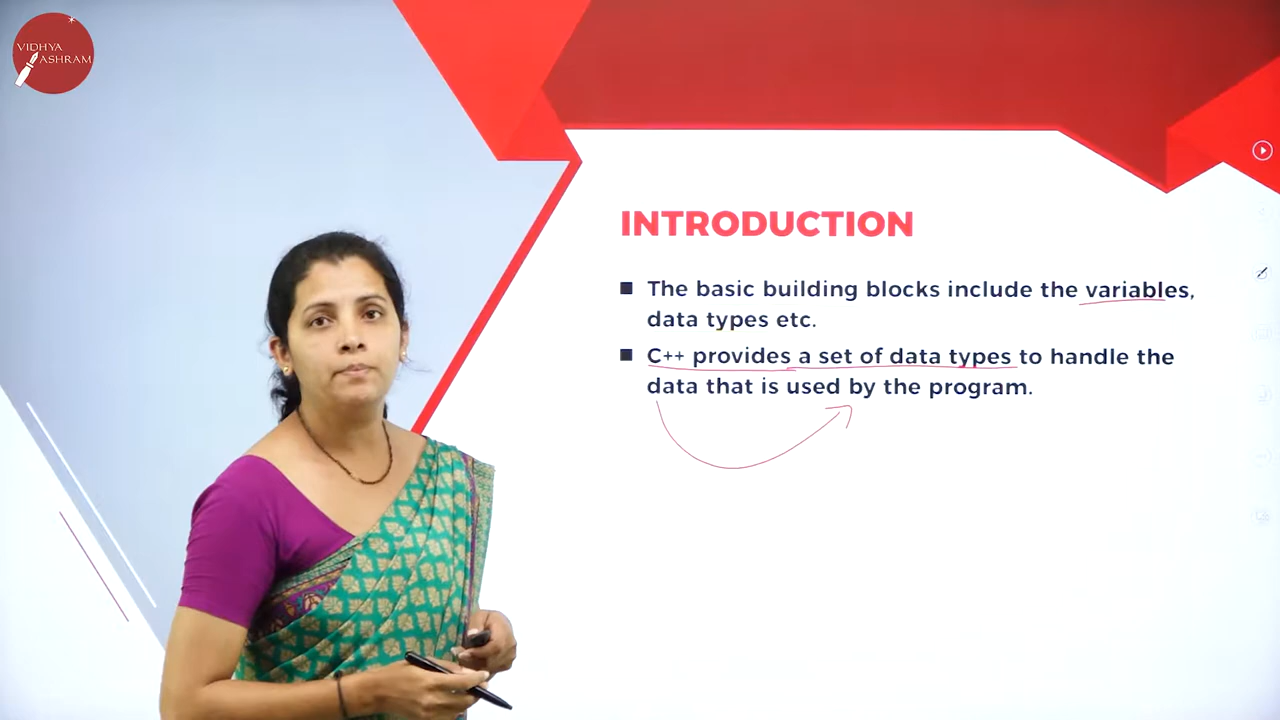 VIDHYA
ASHRAM
INTRODUCTION
The basic building blocks include the variables,
data types etc.
C++ provides a set of data types to handle the
data that is used by the program.